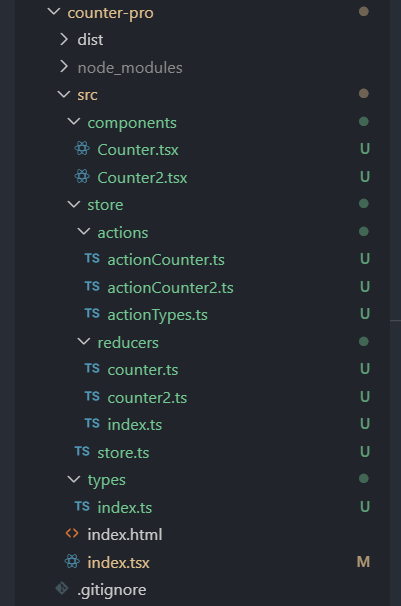 counter-pro
dist
node_modules
src
components
Counter.tsx U
Counter2.tsx U
store
actions
TS actionCounter.ts U
TS actionCounter2.ts U
TS actionTypes.ts U
reducers
TS counter.ts U
TS counter2.ts U
TS index.ts U
TS store.ts U
types
TS index.ts U
<> index.html
index.tsx M
.gitignore